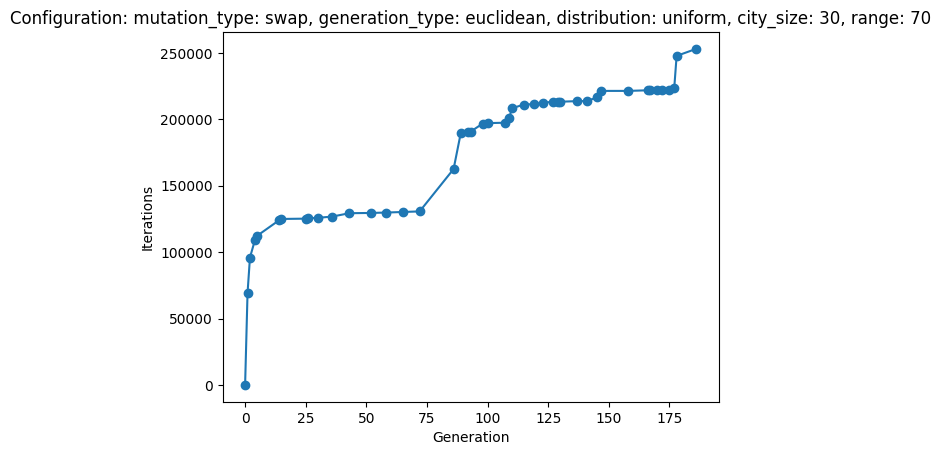 Configuration: mutation_type: swap, generation_type: euclidean, distribution: uniform, city_size: 30, range: 70
250000
200000
150000
100000
50000
0
Iterations
0 25 50 75 100 125 150 175
Generation